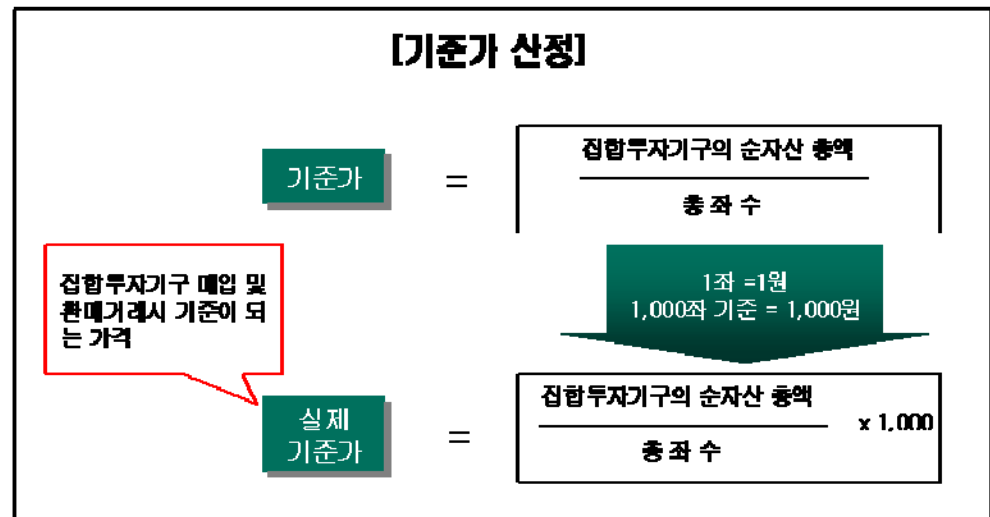 [기준가 산정]
기준가
=
집합투자기구의 순자산 총액
총 좌 수
집합투자기구 매입 및
환매거래시 기준이 되
는 가격
1좌 =1원
1,000좌 기준 = 1,000원
실제
기준가
=
집합투자기구의 순자산 총액
총 좌 수
x 1,000